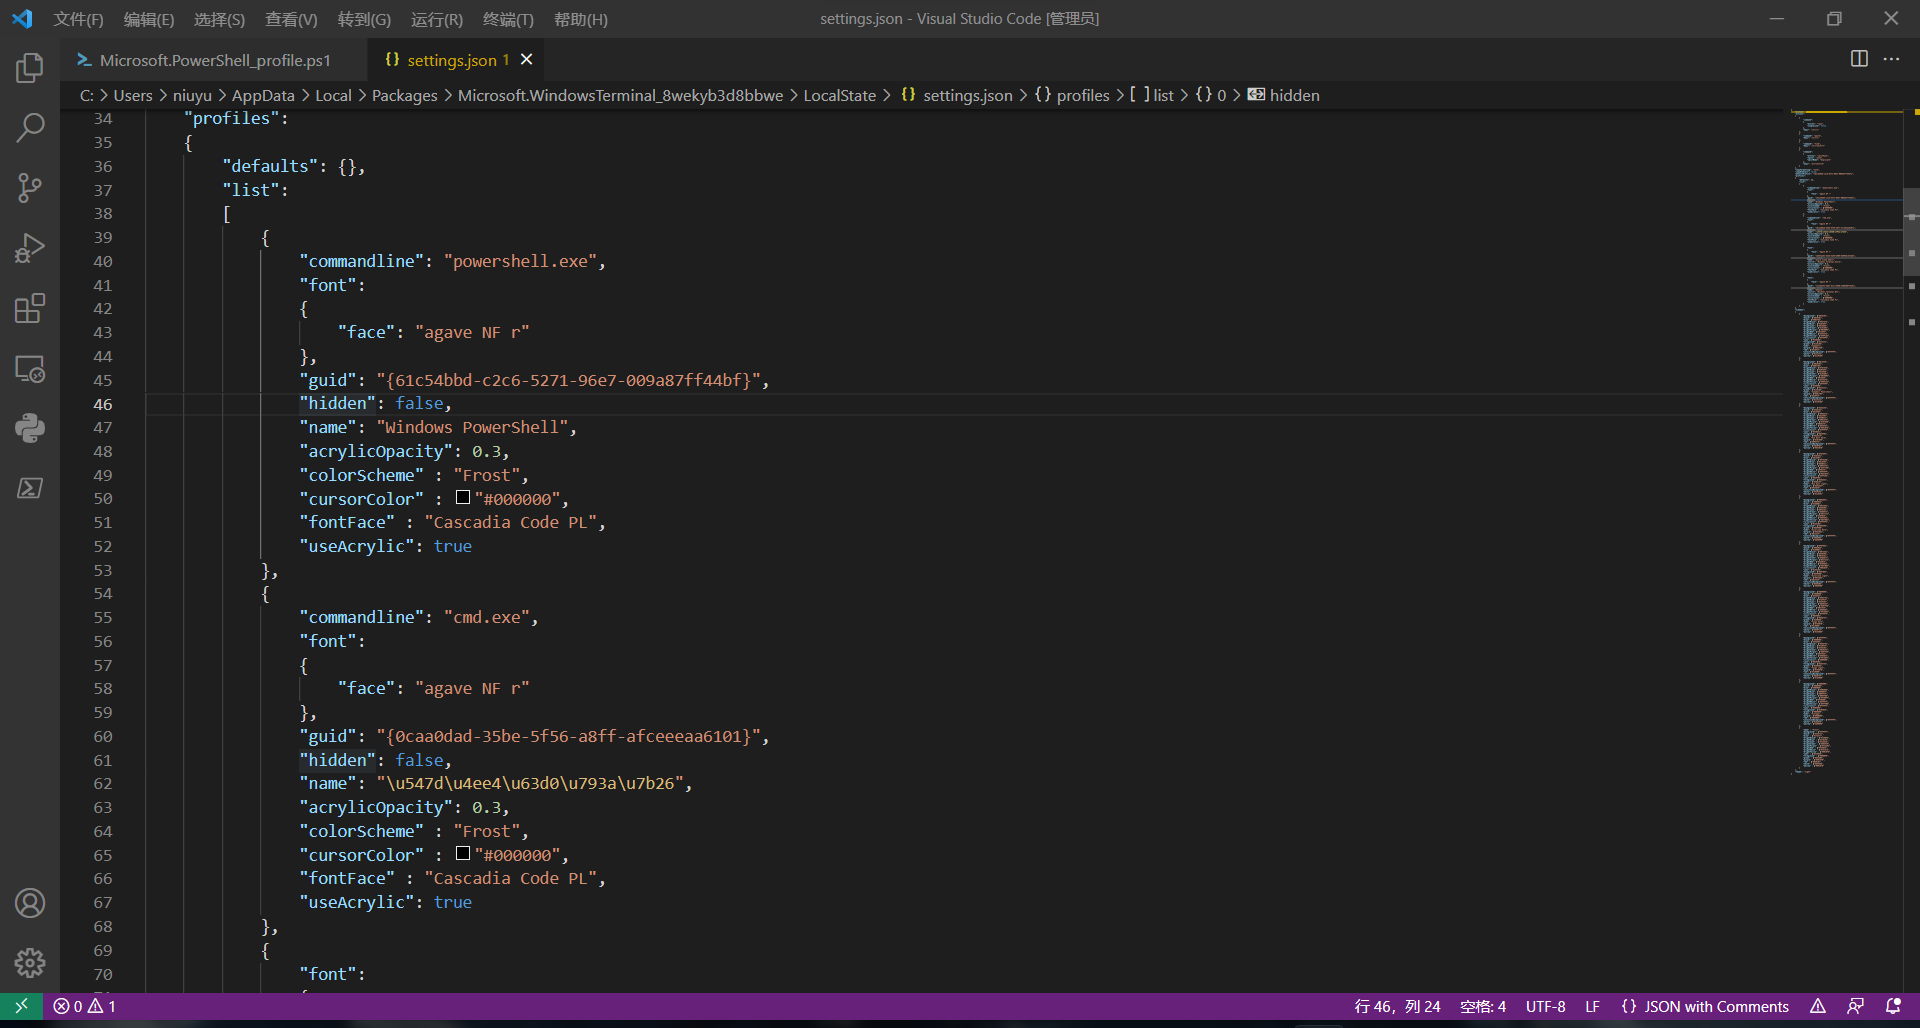 文件(F) 编辑(E) 选择(S) 查看(V) 转到(G) 运行(R) 终端(T) 帮助(H) settings.json - Visual Studio Code [管理员]
Microsoft.PowerShell_profile.ps1 {} settings.json 1
C: > Users > niuyu > AppData > Local > Packages > Microsoft.WindowsTerminal_8wekyb3d8bbwe > LocalState > {} settings.json > {} profiles > [ ] list > {} 0 > hidden
34 "profiles":
35 {
36 "defaults": {},
37 "list":
38 [
39 {
40 "commandline": "powershell.exe",
41 "font":
42 {
43 "face": "agave NF r"
44 },
45 "guid": "{61c54bbd-c2c6-5271-96e7-009a87ff44bf}",
46 "hidden": false,
47 "name": "Windows PowerShell",
48 "acrylicOpacity": 0.3,
49 "colorScheme" : "Frost",
50 "cursorColor" : "#000000",
51 "fontFace" : "Cascadia Code PL",
52 "useAcrylic": true
53 },
54 {
55 "commandline": "cmd.exe",
56 "font":
57 {
58 "face": "agave NF r"
59 },
60 "guid": "{0caa0dad-35be-5f56-a8ff-afceeeaa6101}",
61 "hidden": false,
62 "name": "\u547d\u4ee4\u63d0\u793a\u7b26",
63 "acrylicOpacity": 0.3,
64 "colorScheme" : "Frost",
65 "cursorColor" : "#000000",
66 "fontFace" : "Cascadia Code PL",
67 "useAcrylic": true
68 },
69 {
70 "font":
0 1 行 46，列 24 空格: 4 UTF-8 LF {} JSON with Comments